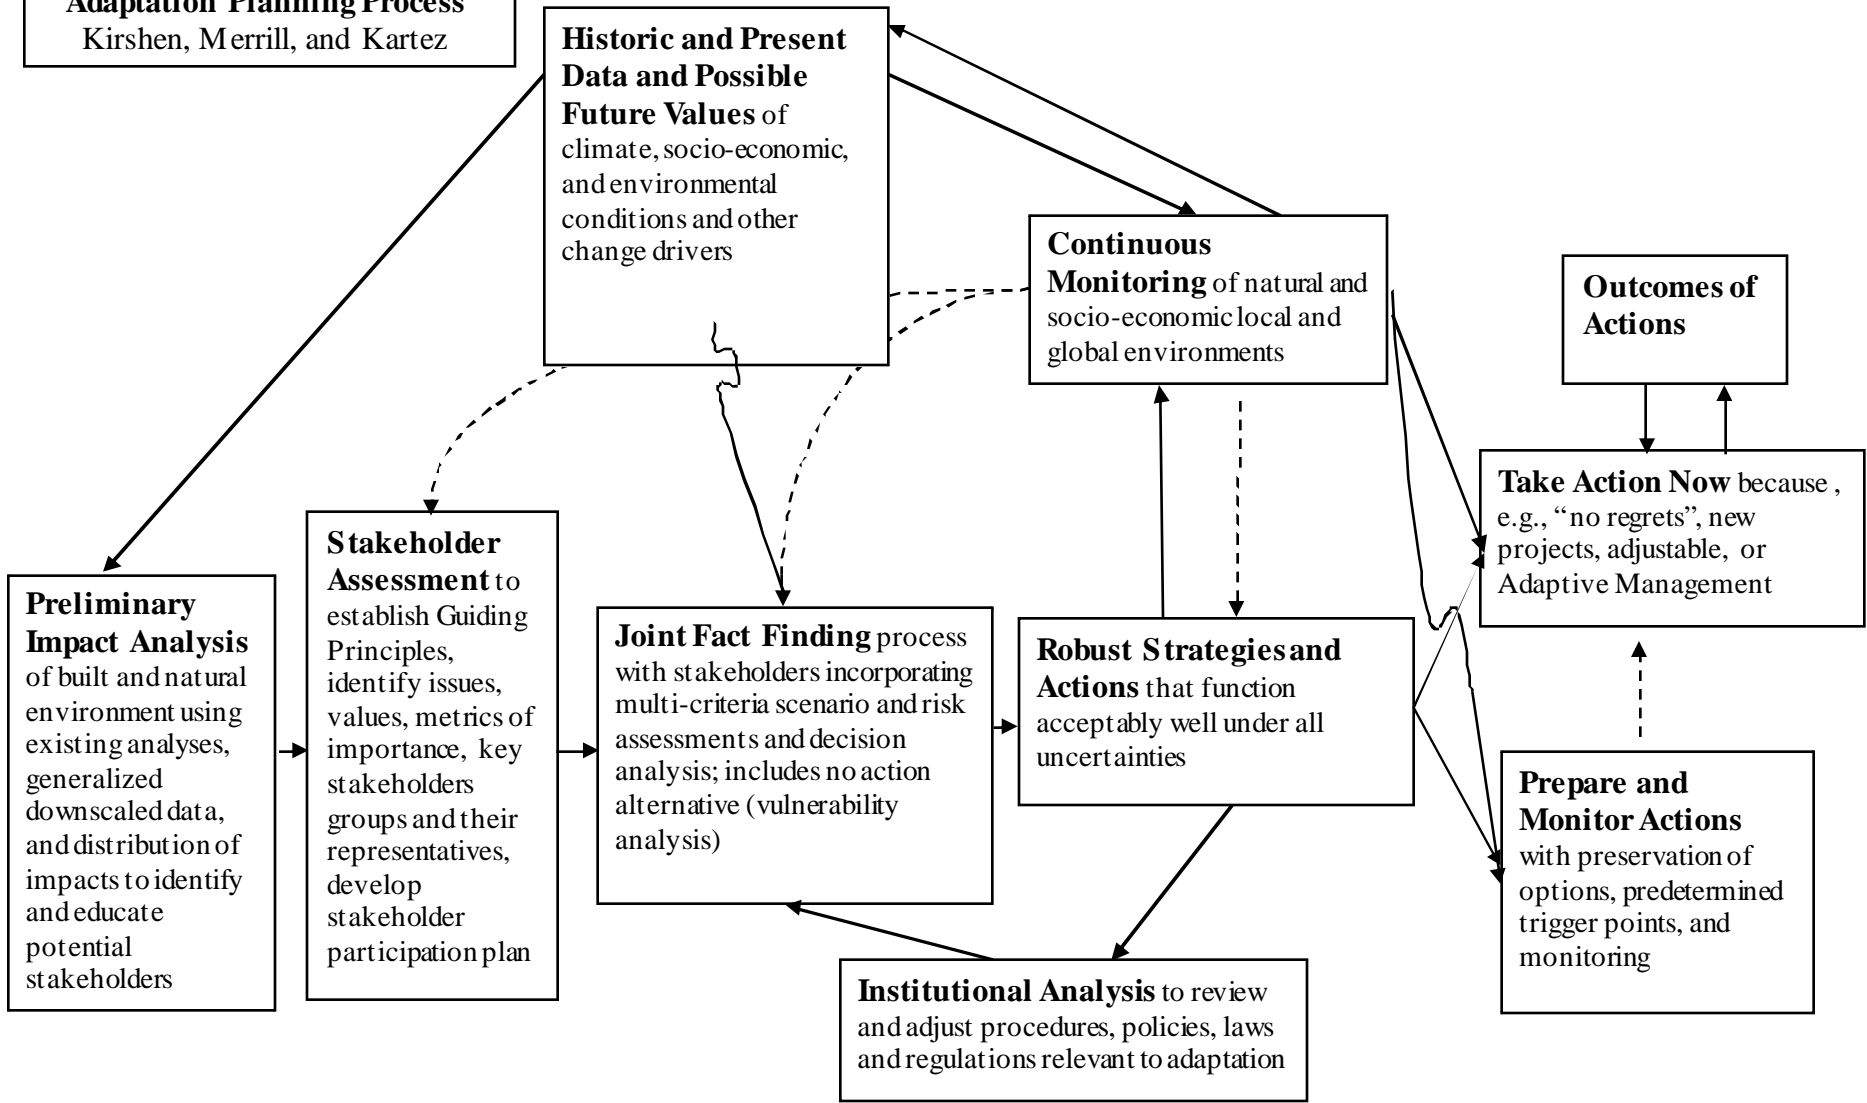 Adaptation Planning Process
Kirshen, Merrill, and Kartez
Historic and Present
Data and Possible
Future Values of
climate, socio-economic,
and environmental
conditions and other
change drivers
Continuous
Monitoring of natural and
socio-economic local and
global environments
Outcomes of
Actions
Take Action Now because ,
e.g., “no regrets”, new
projects, adjustable, or
Adaptive Management
Preliminary
Impact Analysis
of built and natural
environment using
existing analyses,
generalized
downscaled data,
and distribution of
impacts to identify
and educate
potential
stakeholders
Stakeholder
Assessment to
establish Guiding
Principles,
identify issues,
values, metrics of
importance, key
stakeholders
groups and their
representatives,
develop
stakeholder
participation plan
Joint Fact Finding process
with stakeholders incorporating
multi-criteria scenario and risk
assessments and decision
analysis; includes no action
alternative (vulnerability
analysis)
Robust Strategies and
Actions that function
acceptably well under all
uncertainties
Prepare and
Monitor Actions
with preservation of
options, predetermined
trigger points, and
monitoring
Institutional Analysis to review
and adjust procedures, policies, laws
and regulations relevant to adaptation